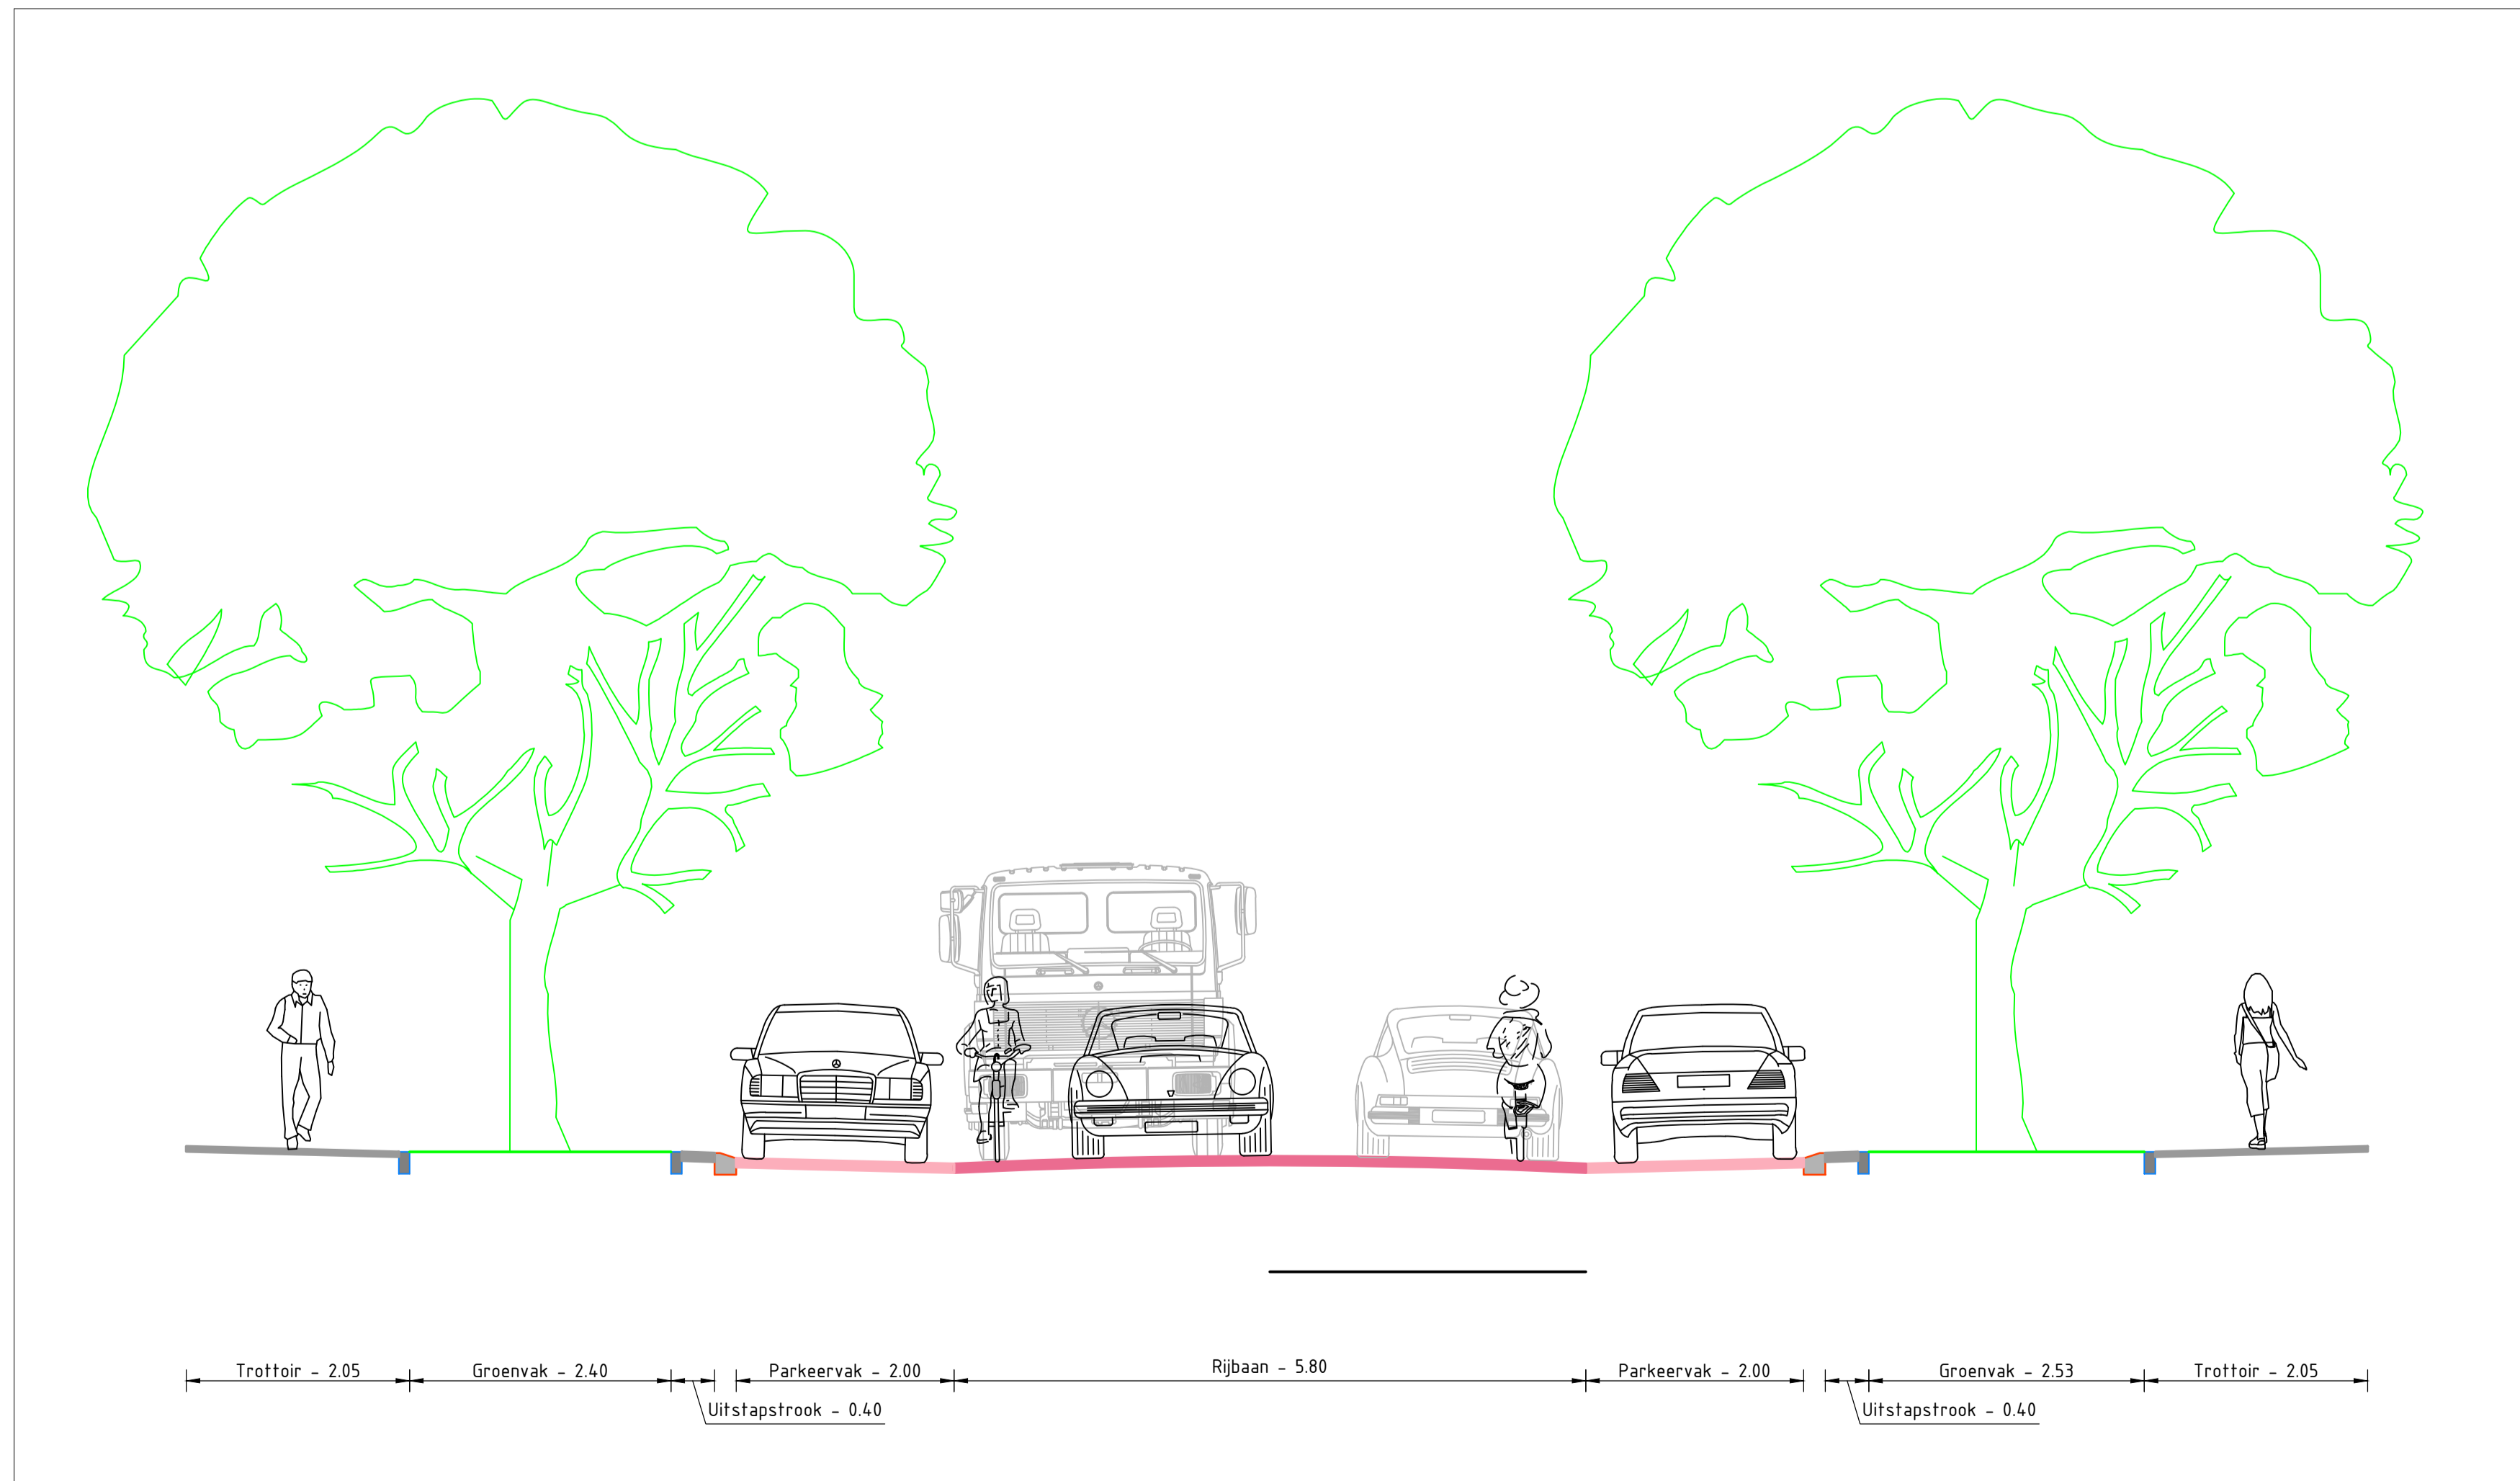 Trottoir - 2.05
Groenvak - 2.40
Uitstapstrook - 0.40
Parkeervak - 2.00
Rijbaan - 5.80
Parkeervak - 2.00
Uitstapstrook - 0.40
Groenvak - 2.53
Trottoir - 2.05